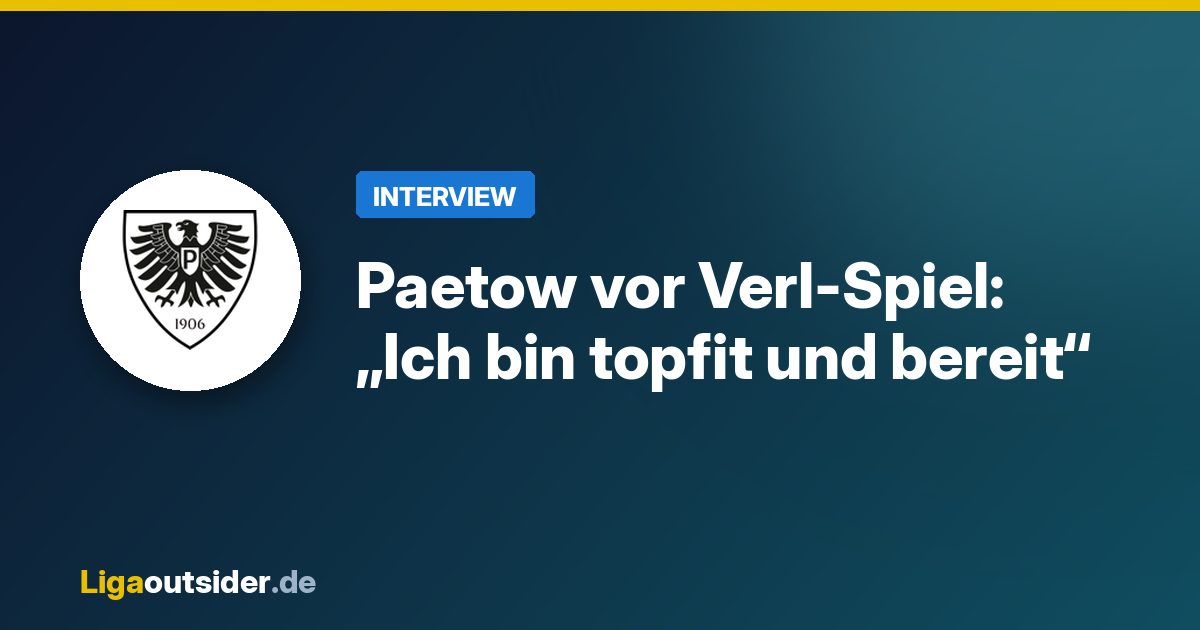 INTERVIEW
Paetow vor Verl-Spiel:
„Ich bin topfit und bereit“
P
1906
Ligaoutsider.de